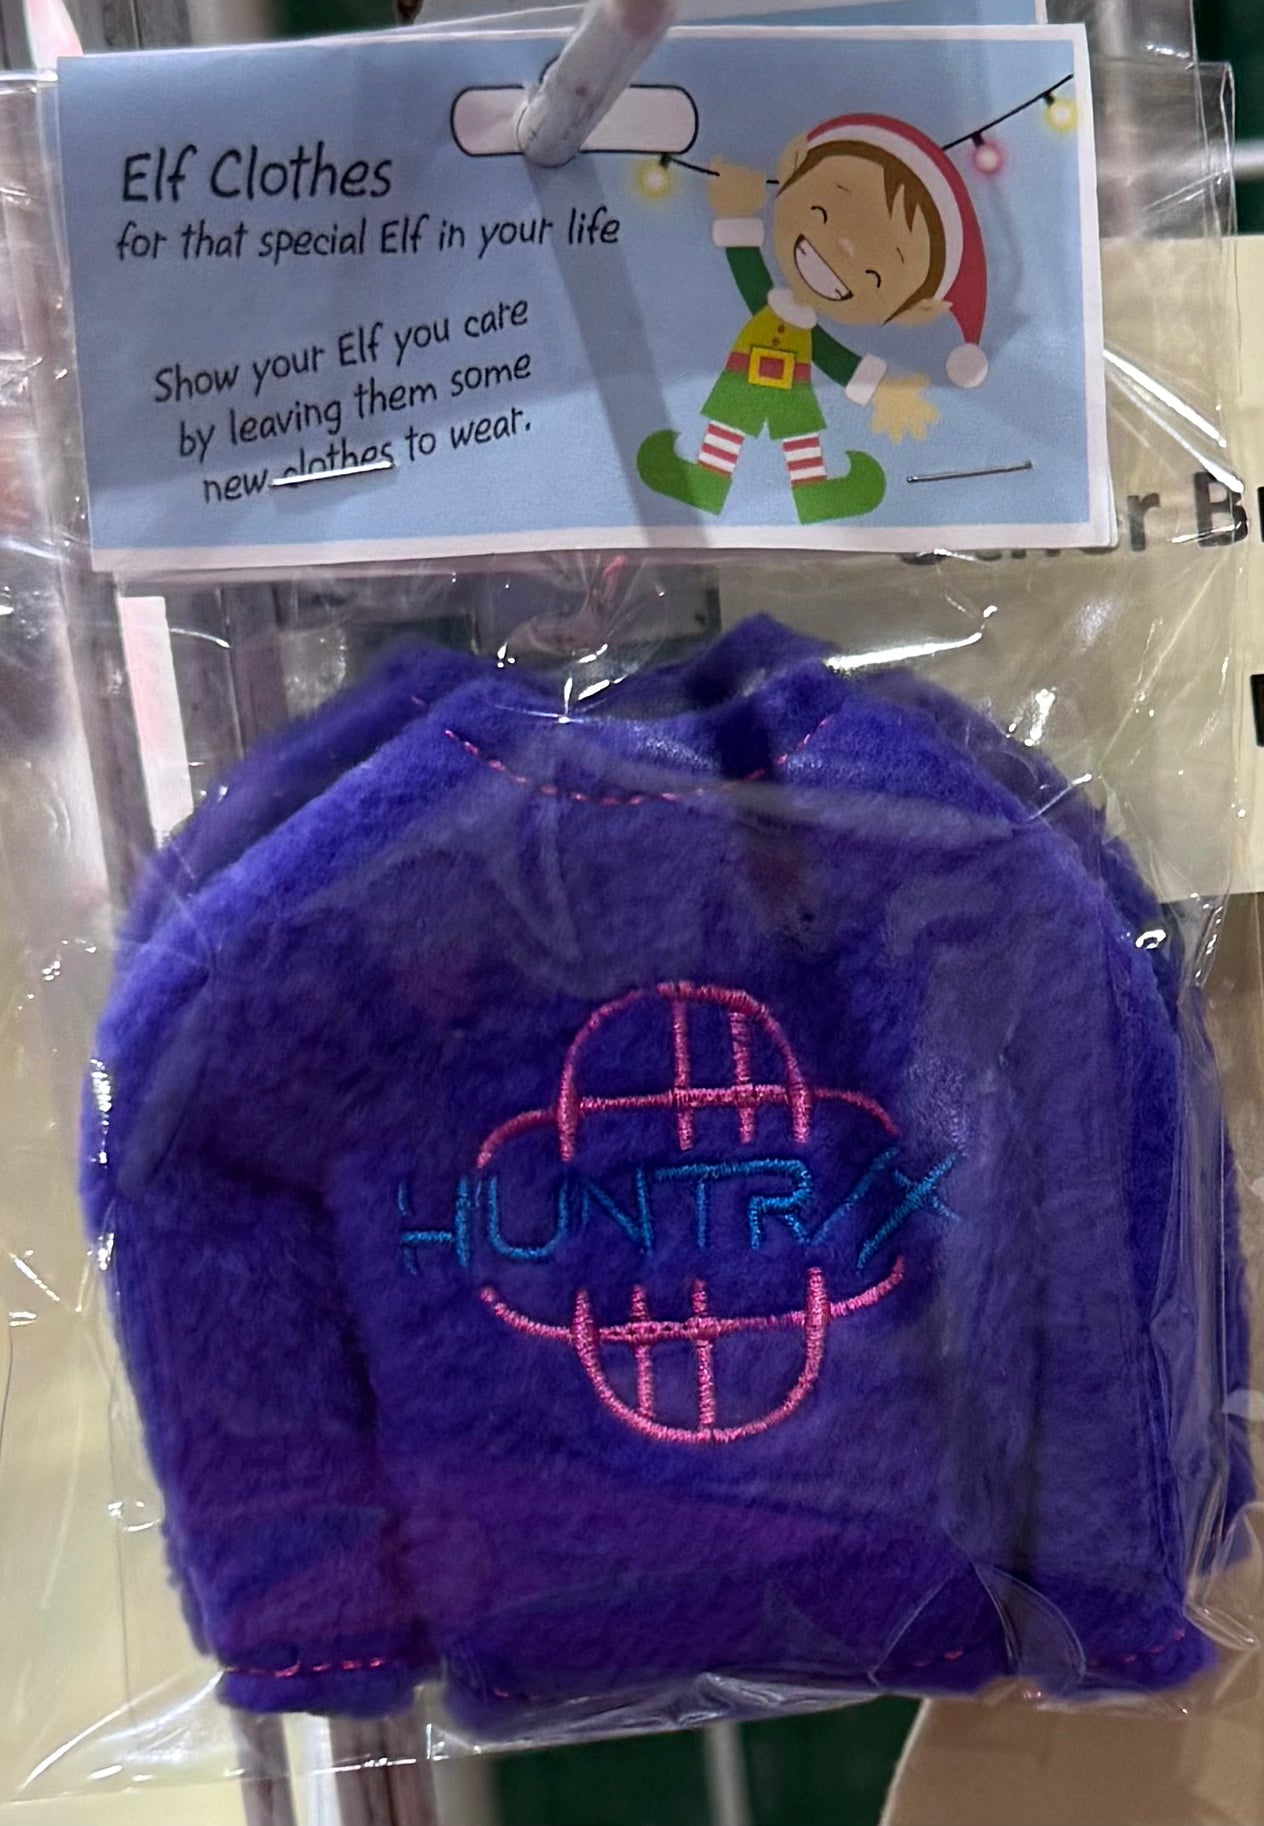 Elf Clothes
for that special Elf in your life
Show your Elf you care
by leaving them some
new clothes to wear.
HUNTR/X